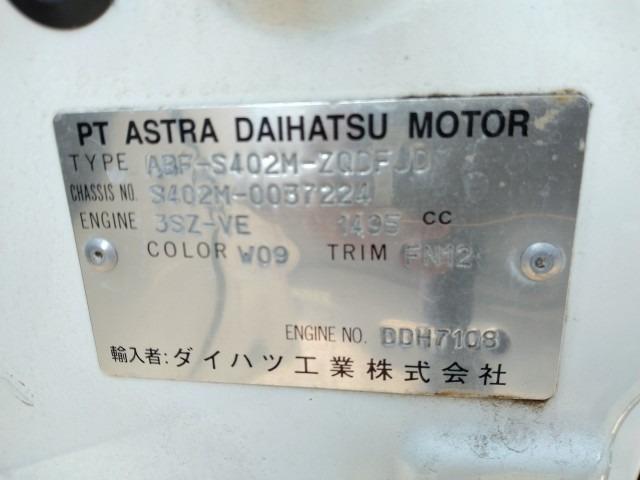 PT ASTRA DAIHATSU MOTOR
TYPE ABF-S402M-ZQDFJD
CHASSIS NO. S402M-0037224
ENGINE 3SZ-VE 1495 CC
COLOR W09 TRIM FN12
ENGINE NO. DDH7108
輸入者:ダイハツ工業株式会社